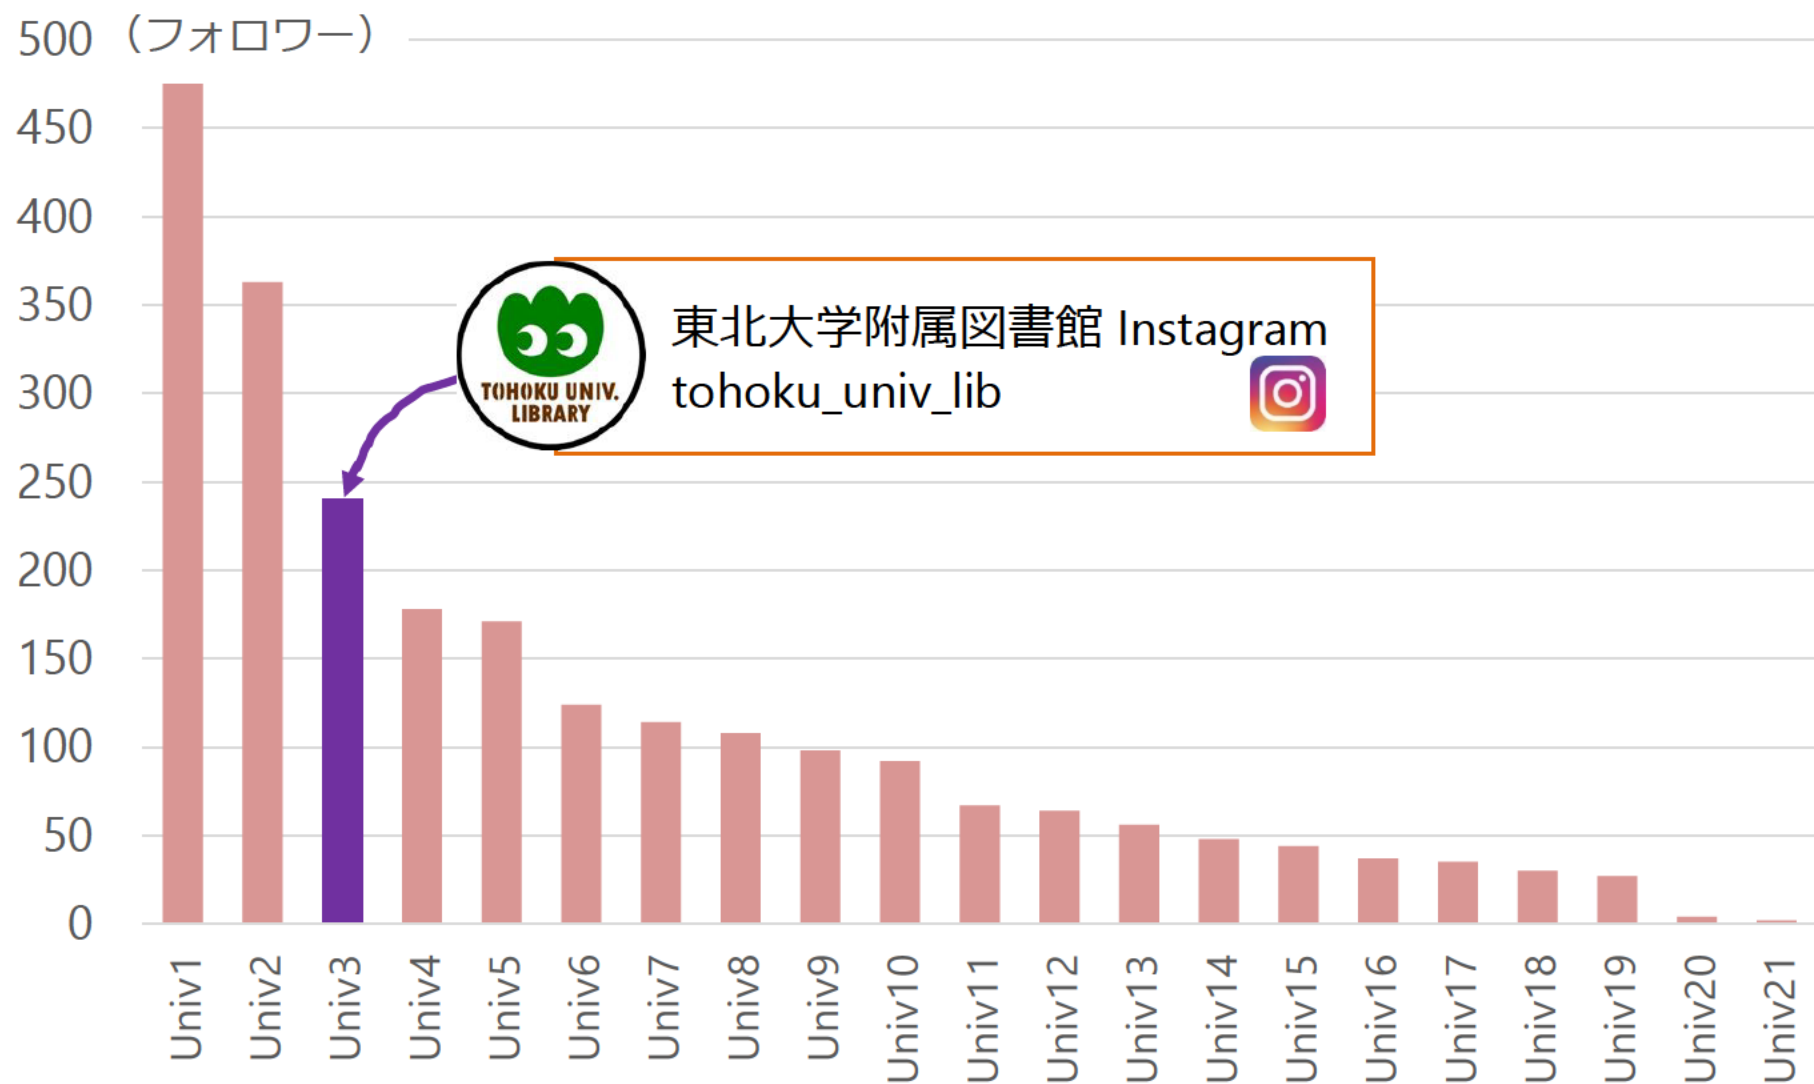 500 （フォロワー）
450
400
350
300
250
200
150
100
50
0
東北大学附属図書館 Instagram
tohoku_univ_lib
TOHOKU UNIV.
LIBRARY
Univ1
Univ2
Univ3
Univ4
Univ5
Univ6
Univ7
Univ8
Univ9
Univ10
Univ11
Univ12
Univ13
Univ14
Univ15
Univ16
Univ17
Univ18
Univ19
Univ20
Univ21